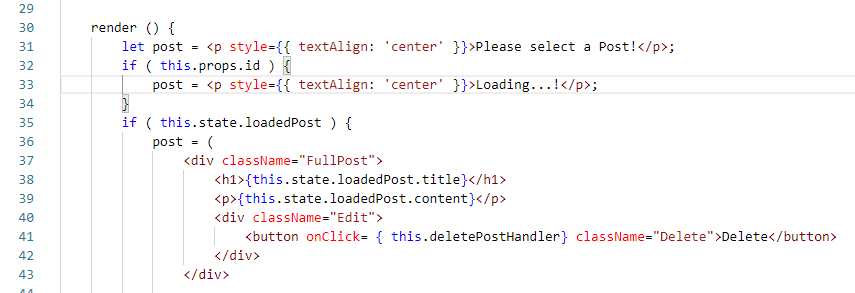 29
30 render () {
31 let post = <p style={{ textAlign: 'center' }}>Please select a Post!</p>;
32 if ( this.props.id ) {
33 post = <p style={{ textAlign: 'center' }}>Loading...!</p>;
34 }
35 if ( this.state.loadedPost ) {
36 post = (
37 <div className="FullPost">
38 <h1>{this.state.loadedPost.title}</h1>
39 <p>{this.state.loadedPost.content}</p>
40 <div className="Edit">
41 <button onClick= { this.deletePostHandler} className="Delete">Delete</button>
42 </div>
43 </div>
44